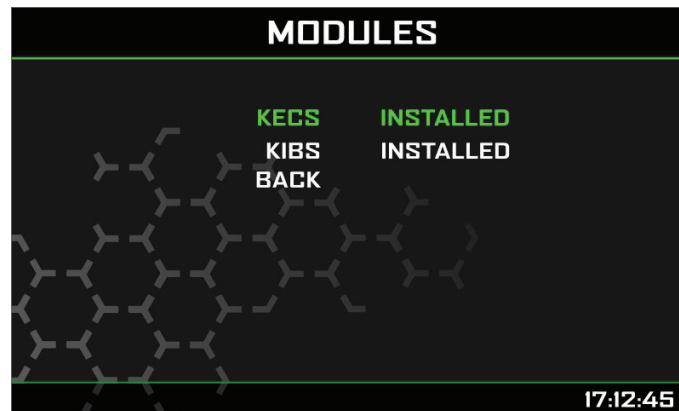 MODULES
KECS INSTALLED
KIBS INSTALLED
BACK
17:12:45